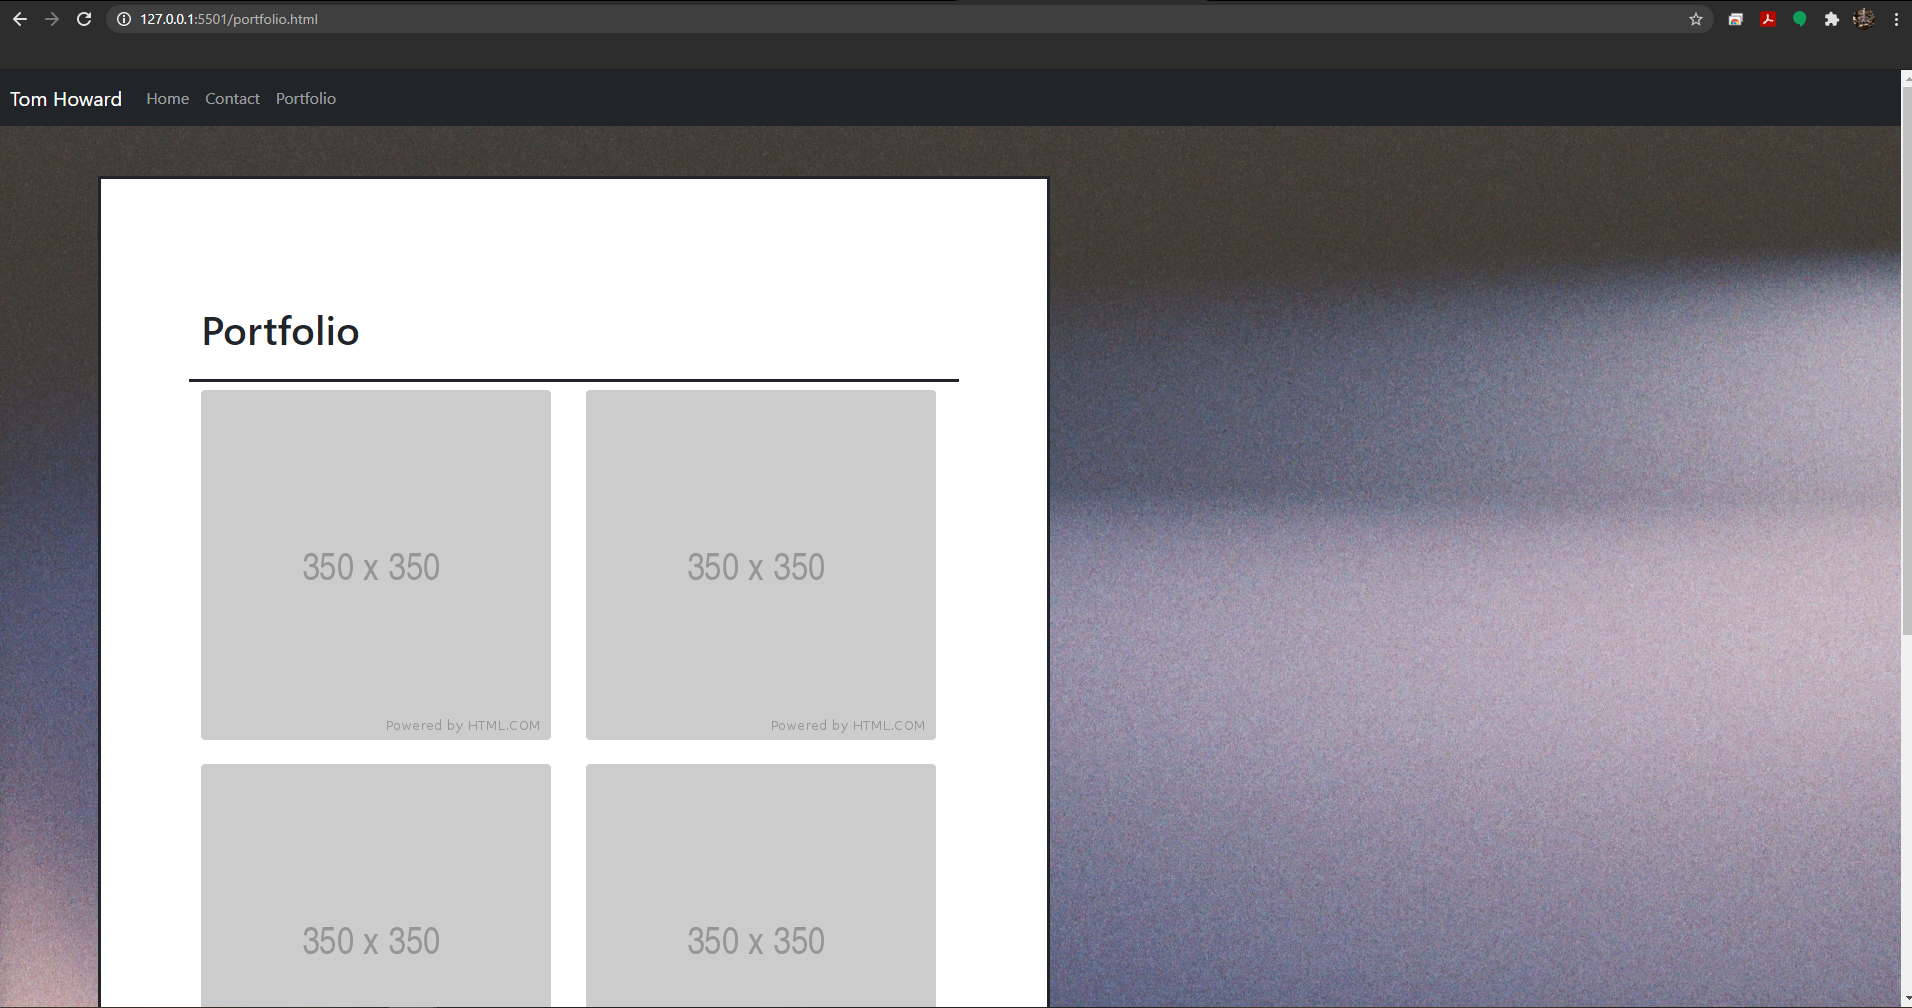 127.0.0.1:5501/portfolio.html
Tom Howard Home Contact Portfolio
Portfolio
350 x 350 350 x 350
Powered by HTML.COM Powered by HTML.COM
350 x 350 350 x 350